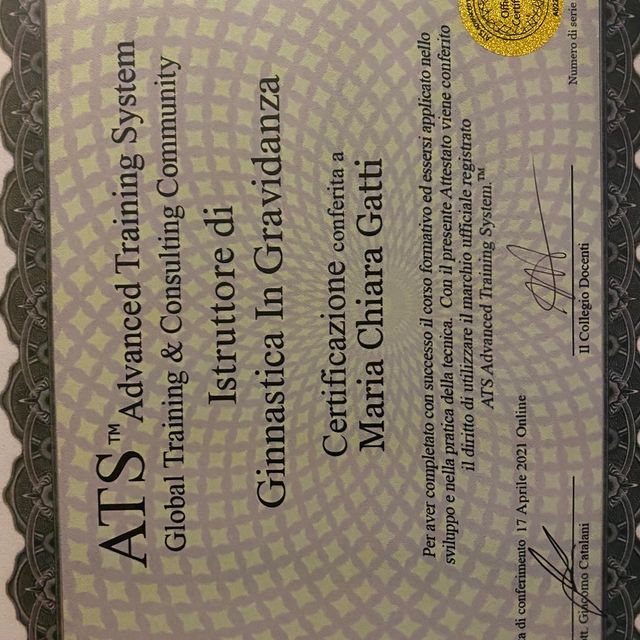 ATS™ Advanced Training System
Global Training & Consulting Community
Istruttore di
Ginnastica In Gravidanza
Certificazione conferita a
Maria Chiara Gatti
Per aver completato con successo il corso formativo ed essersi applicato nello
sviluppo e nella pratica della tecnica. Con il presente Attestato viene conferito
il diritto di utilizzare il marchio ufficiale registrato
ATS Advanced Training System.™
di conferimento 17 Aprile 2021 Online
Numero di serie
Giacomo Catalani
Il Collegio Docenti